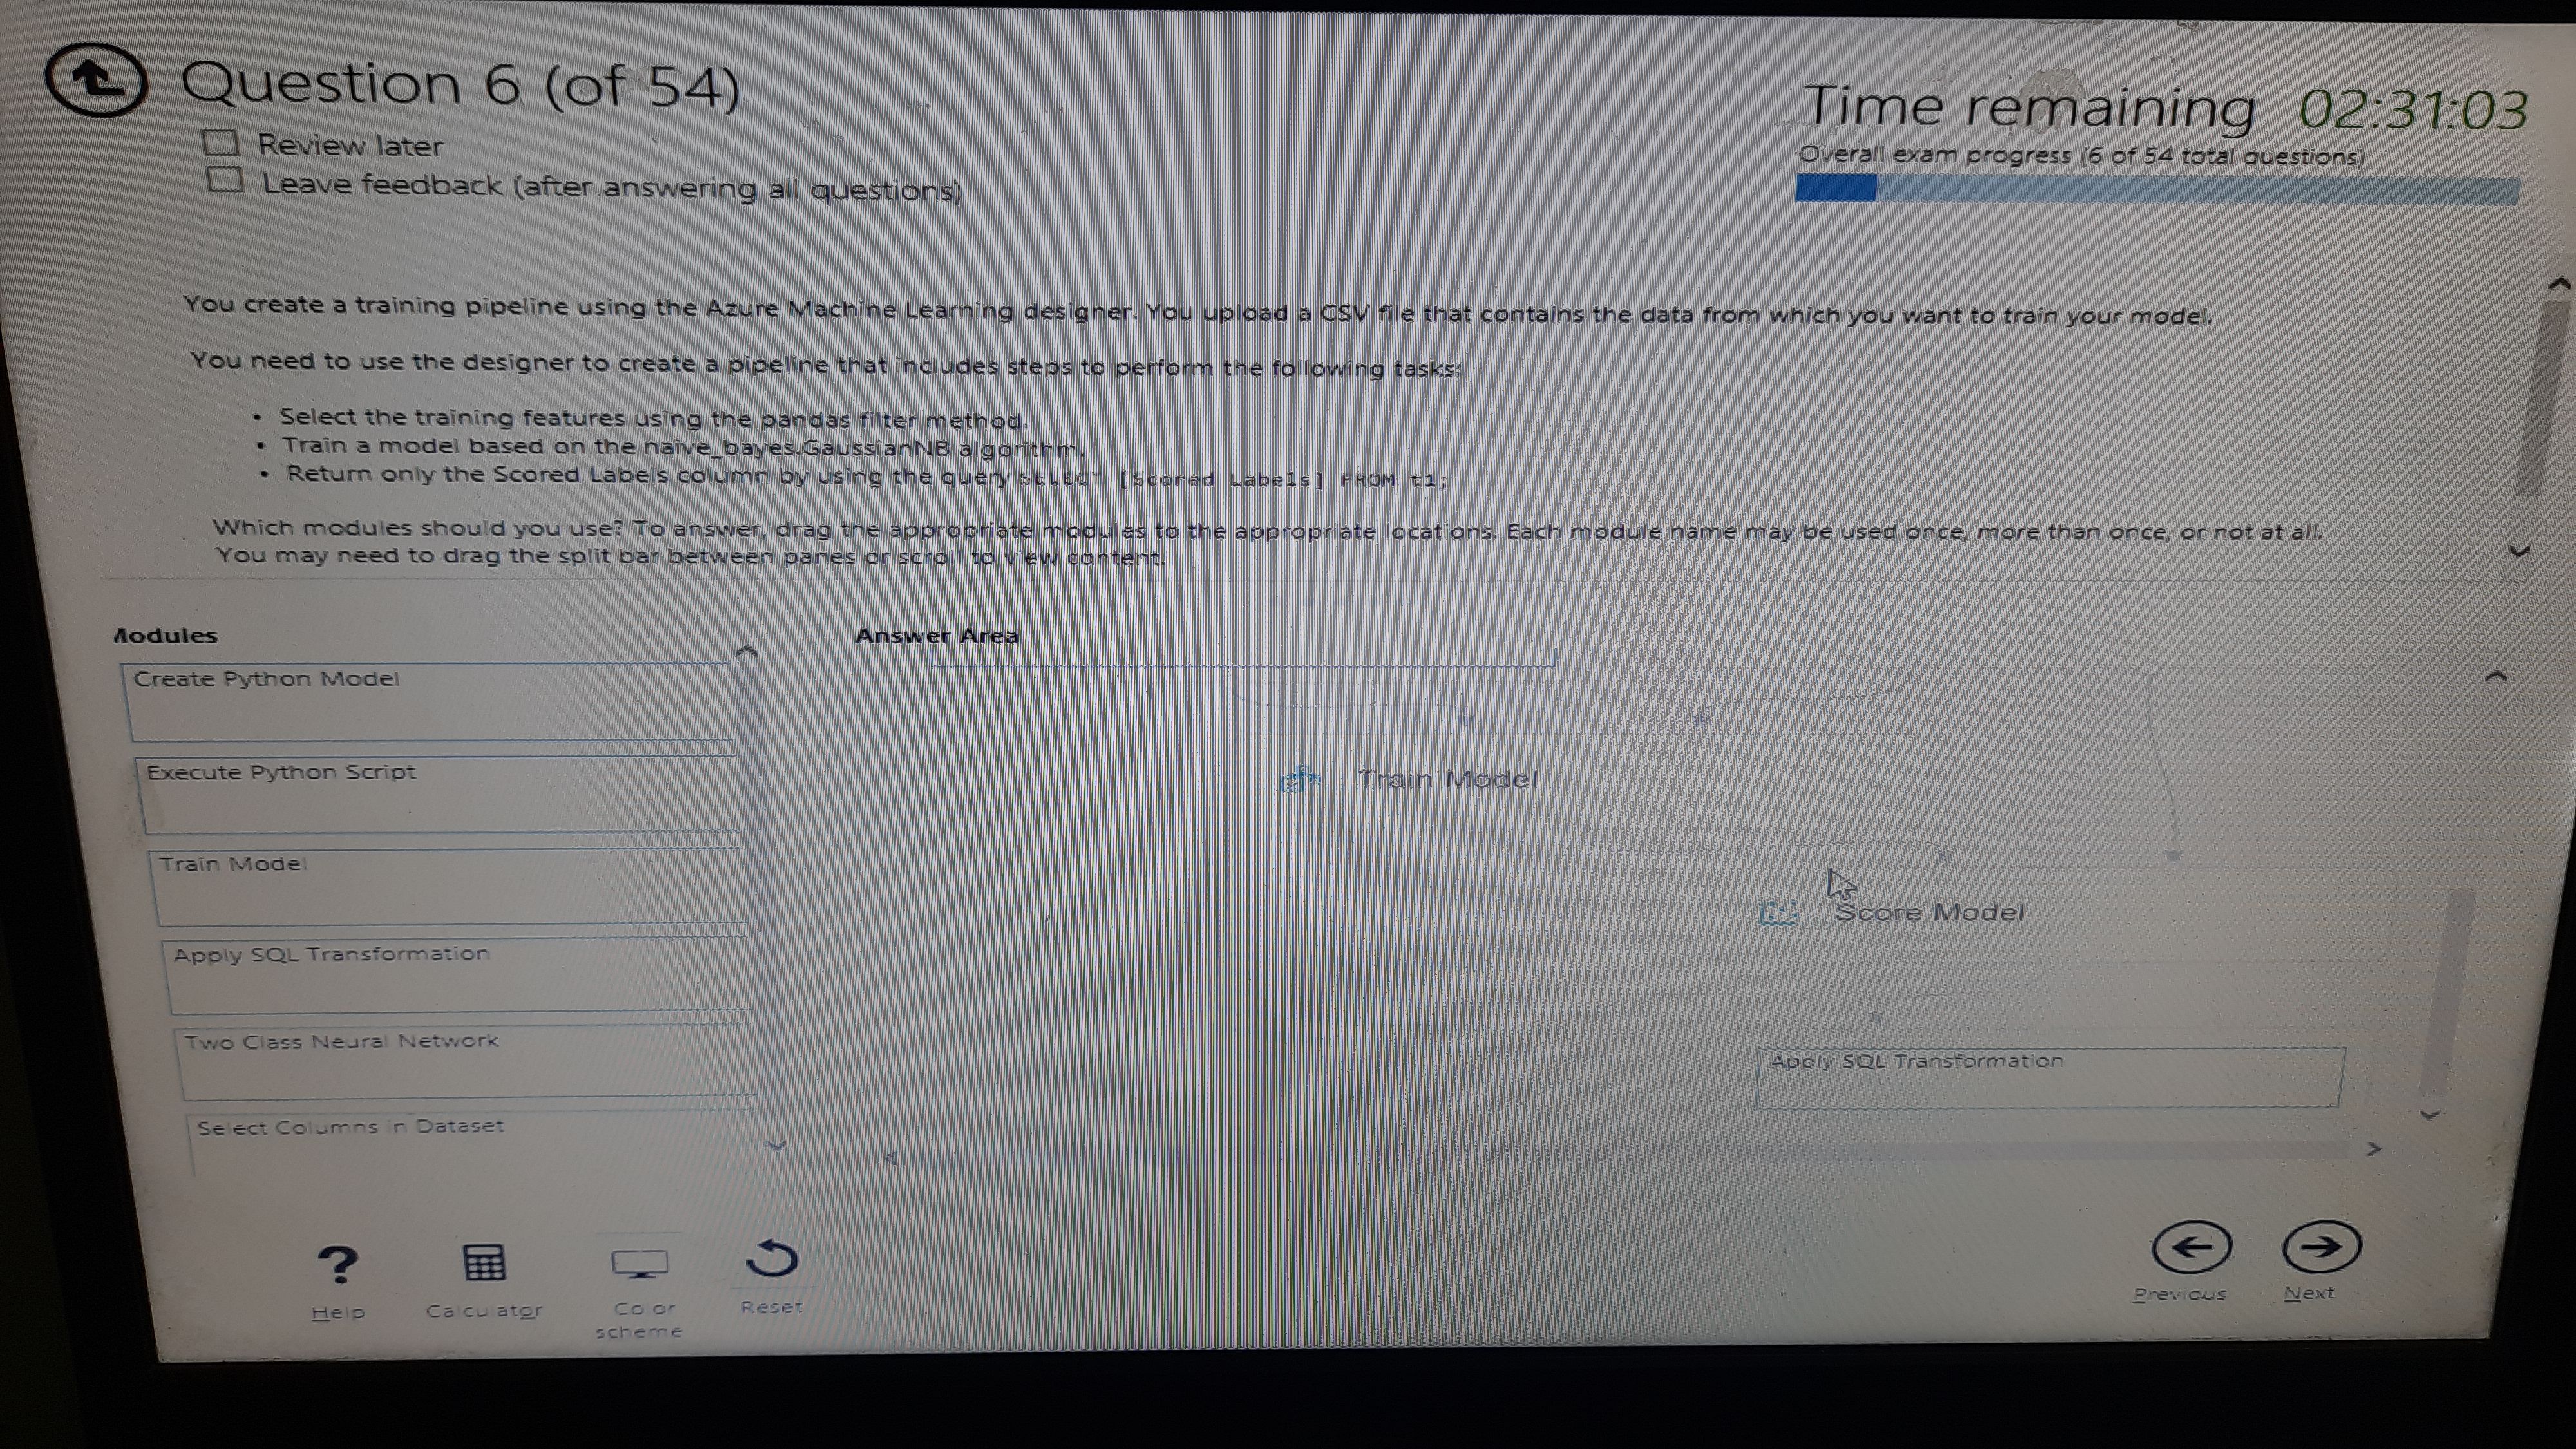 Question 6 (of 54)
Review later
Leave feedback (after answering all questions)
Time remaining 02:31:03
Overall exam progress (6 of 54 total questions)
You create a training pipeline using the Azure Machine Learning designer. You upload a CSV file that contains the data from which you want to train your model.
You need to use the designer to create a pipeline that includes steps to perform the following tasks:
• Select the training features using the pandas filter method.
• Train a model based on the naive_bayes.GaussianNB algorithm.
• Return only the Scored Labels column by using the query SELECT [Scored Labels] FROM t1;
Which modules should you use? To answer, drag the appropriate modules to the appropriate locations. Each module name may be used once, more than once, or not at all.
You may need to drag the split bar between panes or scroll to view content.
Modules
Create Python Model
Execute Python Script
Train Model
Apply SQL Transformation
Two Class Neural Network
Select Columns in Dataset
Answer Area
Train Model
Score Model
Apply SQL Transformation
? Help
Calculator
Color scheme
Reset
Previous
Next